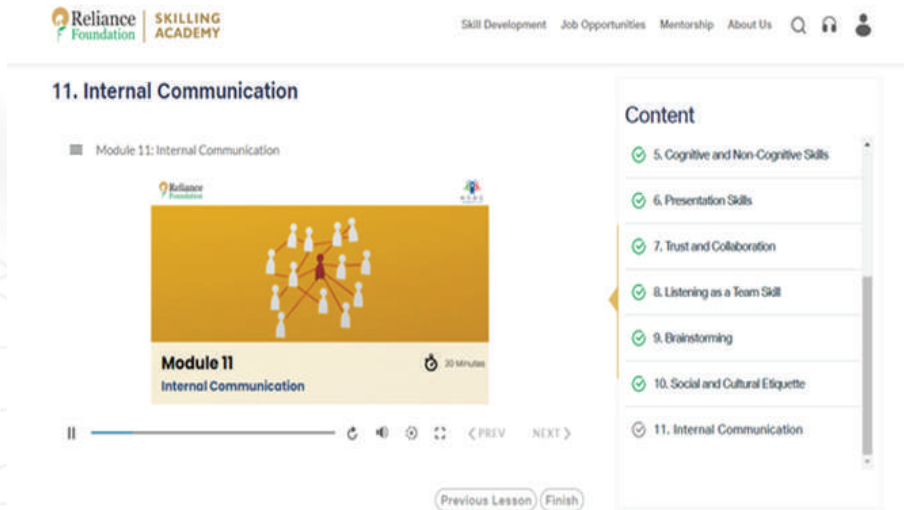 Reliance
Foundation
SKILLING
ACADEMY
Skill Development Job Opportunities Mentorship About Us
11. Internal Communication
Module 11: Internal Communication
Reliance
Foundation
Module 11
Internal Communication
PREV NEXT
Previous Lesson Finish
Content
5. Cognitive and Non-Cognitive Skills
6. Presentation Skills
7. Trust and Collaboration
8. Listening as a Team Skill
9. Brainstorming
10. Social and Cultural Etiquette
11. Internal Communication